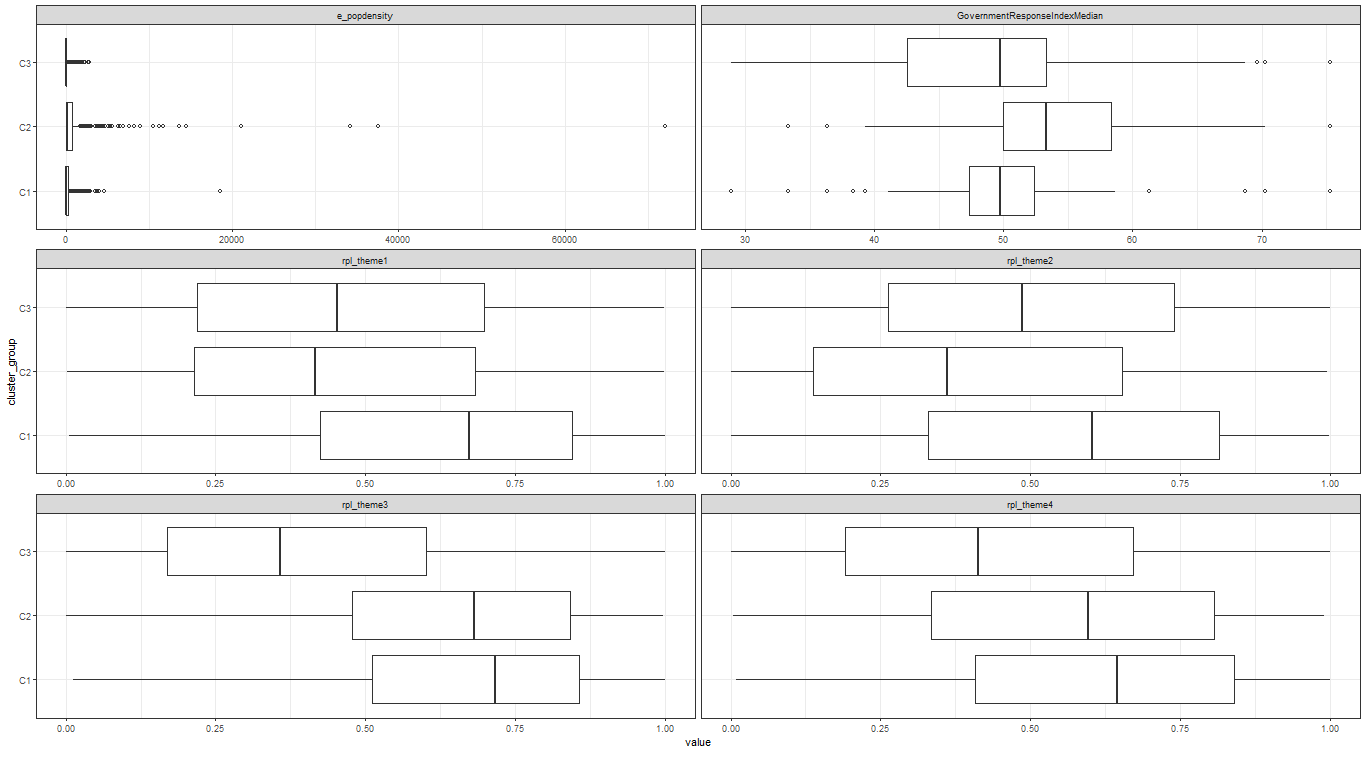 e_popdensity GovernmentResponseIndexMedian
C3
C2
C1
0 20000 40000 60000 30 40 50 60 70
rpl_theme1 rpl_theme2
C3
C2
C1
0.00 0.25 0.50 0.75 1.00 0.00 0.25 0.50 0.75 1.00
rpl_theme3 rpl_theme4
C3
C2
C1
0.00 0.25 0.50 0.75 1.00 0.00 0.25 0.50 0.75 1.00
value
cluster_group